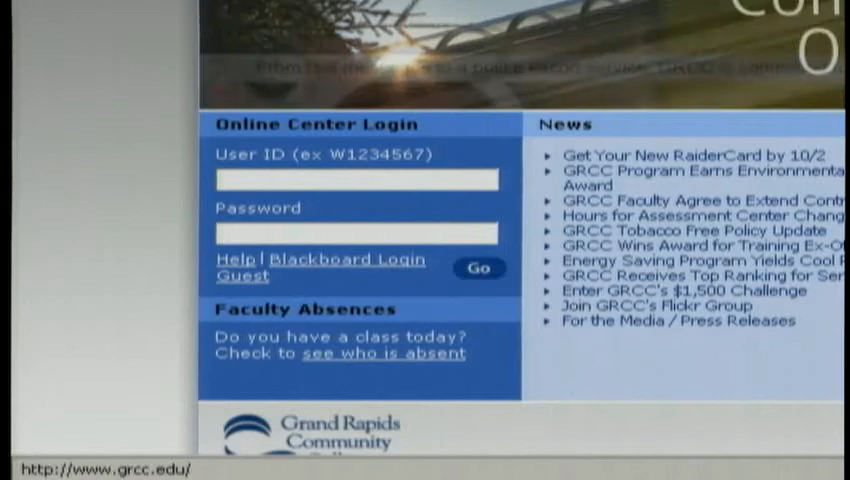 Com
O
Online Center Login
User ID (ex W1234567)
Password
Help | Blackboard Login
Guest
Go
Faculty Absences
Do you have a class today?
Check to see who is absent
News
Get Your New RaiderCard by 10/2
GRCC Program Earns Environmenta
Award
GRCC Faculty Agree to Extend Contr
Hours for Assessment Center Chang
GRCC Tobacco Free Policy Update
GRCC Wins Award for Training Ex-O
Energy Saving Program Yields Cool
GRCC Receives Top Ranking for Ser
Enter GRCC's $1,500 Challenge
Join GRCC's Flickr Group
For the Media / Press Releases
Grand Rapids
Community
http://www.grcc.edu/